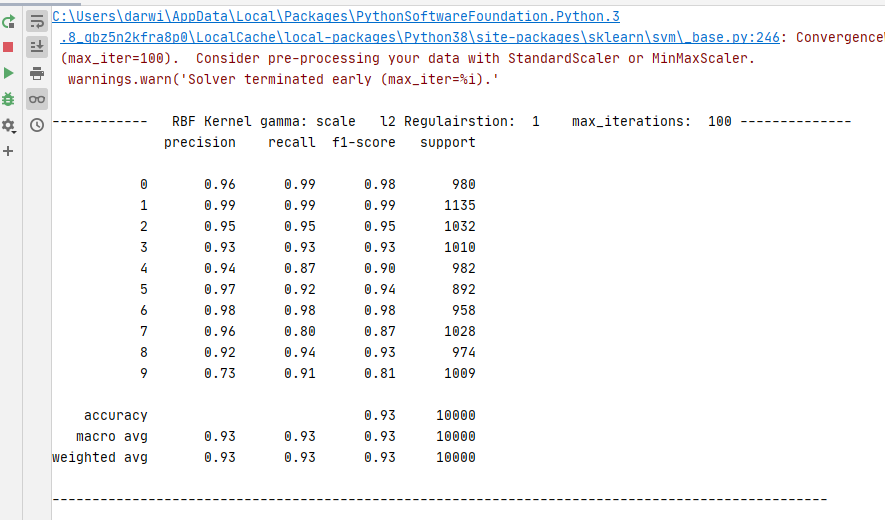 C:\Users\darwi\AppData\Local\Packages\PythonSoftwareFoundation.Python.3
.8_qbz5n2kfra8p0\LocalCache\local-packages\Python38\site-packages\sklearn\svm\_base.py:246: Convergence
(max_iter=100).  Consider pre-processing your data with StandardScaler or MinMaxScaler.
warnings.warn('Solver terminated early (max_iter=%i).'
------------   RBF Kernel gamma: scale   l2 Regulairstion:  1    max_iterations:  100 --------------
precision    recall  f1-score   support
0       0.96      0.99      0.98       980
1       0.99      0.99      0.99      1135
2       0.95      0.95      0.95      1032
3       0.93      0.93      0.93      1010
4       0.94      0.87      0.90       982
5       0.97      0.92      0.94       892
6       0.98      0.98      0.98       958
7       0.96      0.80      0.87      1028
8       0.92      0.94      0.93       974
9       0.73      0.91      0.81      1009
accuracy                           0.93     10000
macro avg       0.93      0.93      0.93     10000
weighted avg       0.93      0.93      0.93     10000
-------------------------------------------------------------------------------------------------